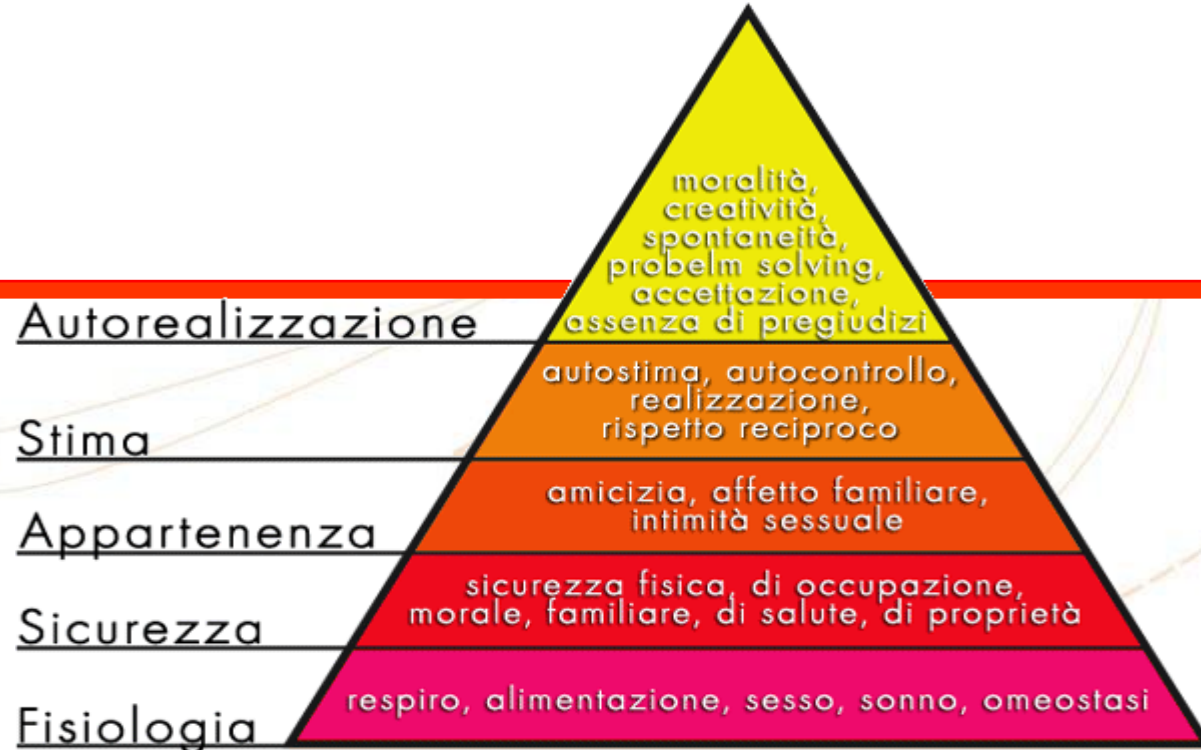 moralità,
creatività,
spontaneità,
probelm solving,
accettazione,
assenza di pregiudizi
Autorealizzazione
autostima, autocontrollo,
realizzazione,
rispetto reciproco
Stima
amicizia, affetto familiare,
intimità sessuale
Appartenenza
sicurezza fisica, di occupazione,
morale, familiare, di salute, di proprietà
Sicurezza
respiro, alimentazione, sesso, sonno, omeostasi
Fisiologia